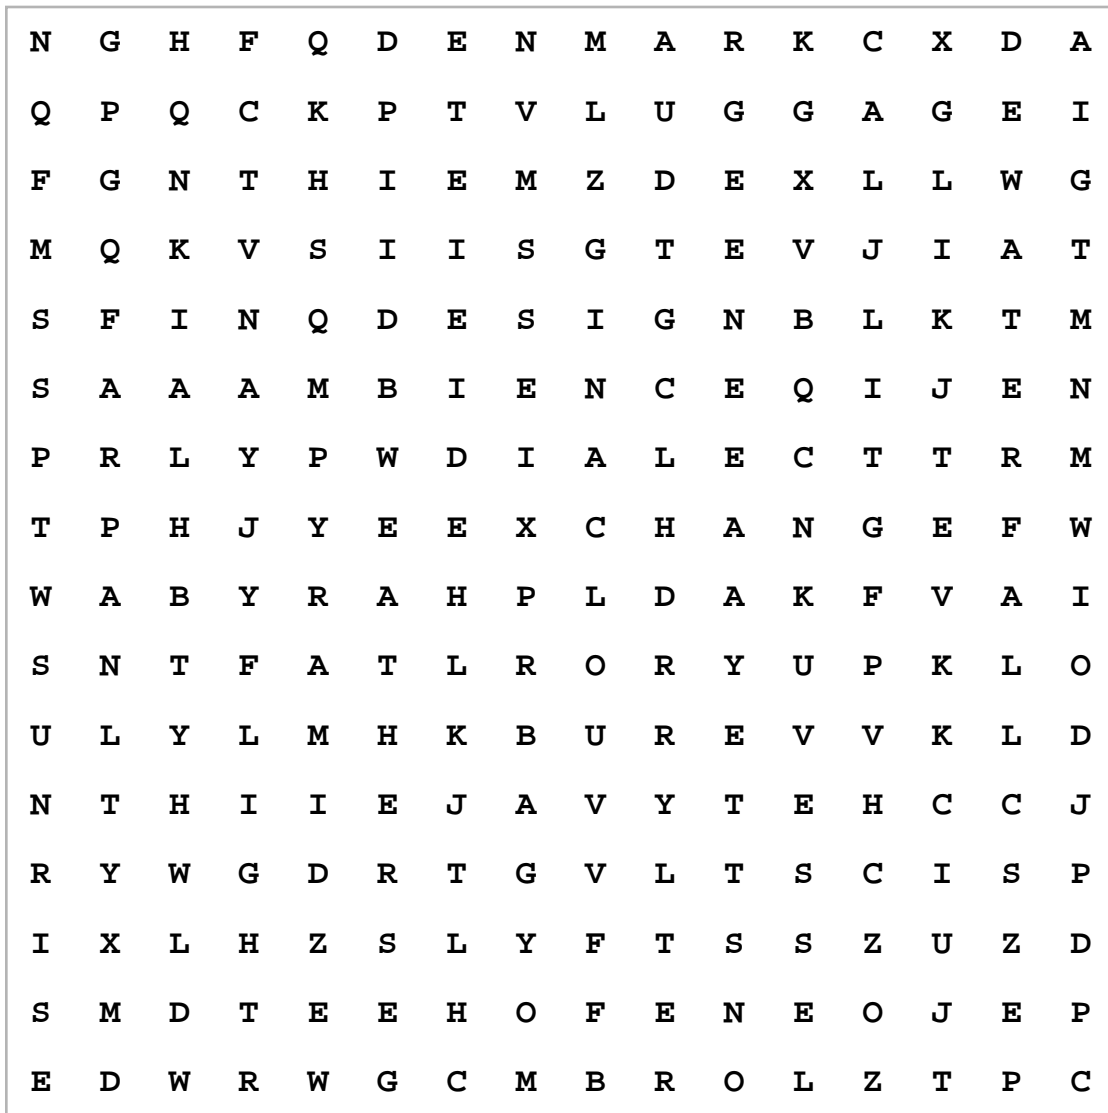 N G H F Q D E N M A R K C X D A
Q P Q C K P T V L U G G A G E I
F G N T H I E M Z D E X L L W G
M Q K V S I I S G T E V J I A T
S F I N Q D E S I G N B L K T M
S A A A M B I E N C E Q I J E N
P R L Y P W D I A L E C T T R M
T P H J Y E E X C H A N G E F W
W A B Y R A H P L D A K F V A I
S N T F A T L R O R Y U P K L O
U L Y L M H K B U R E V V K L D
N T H I I E J A V Y T E H C C J
R Y W G D R T G V L T S C I S P
I X L H Z S L Y F T S S Z U Z D
S M D T E E H O F E N E O J E P
E D W R W G C M B R O L Z T P C